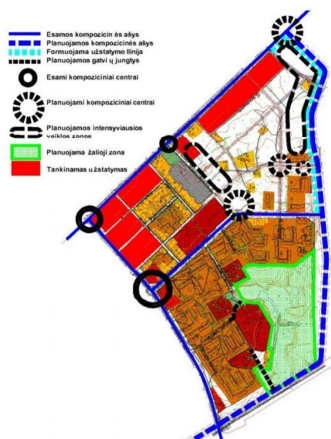 Esamos kompozicin ės ašys
Planuojamos kompozicinės ašys
Formuojama užstatymo linija
Planuojamos gatvi ų jungtys
Esami kompoziciniai centrai
Planuojami kompoziciniai centrai
Planuojamos intensyviausios
veiklos zonos
Planuojama žalioji zona
Tankinamas užstatymas